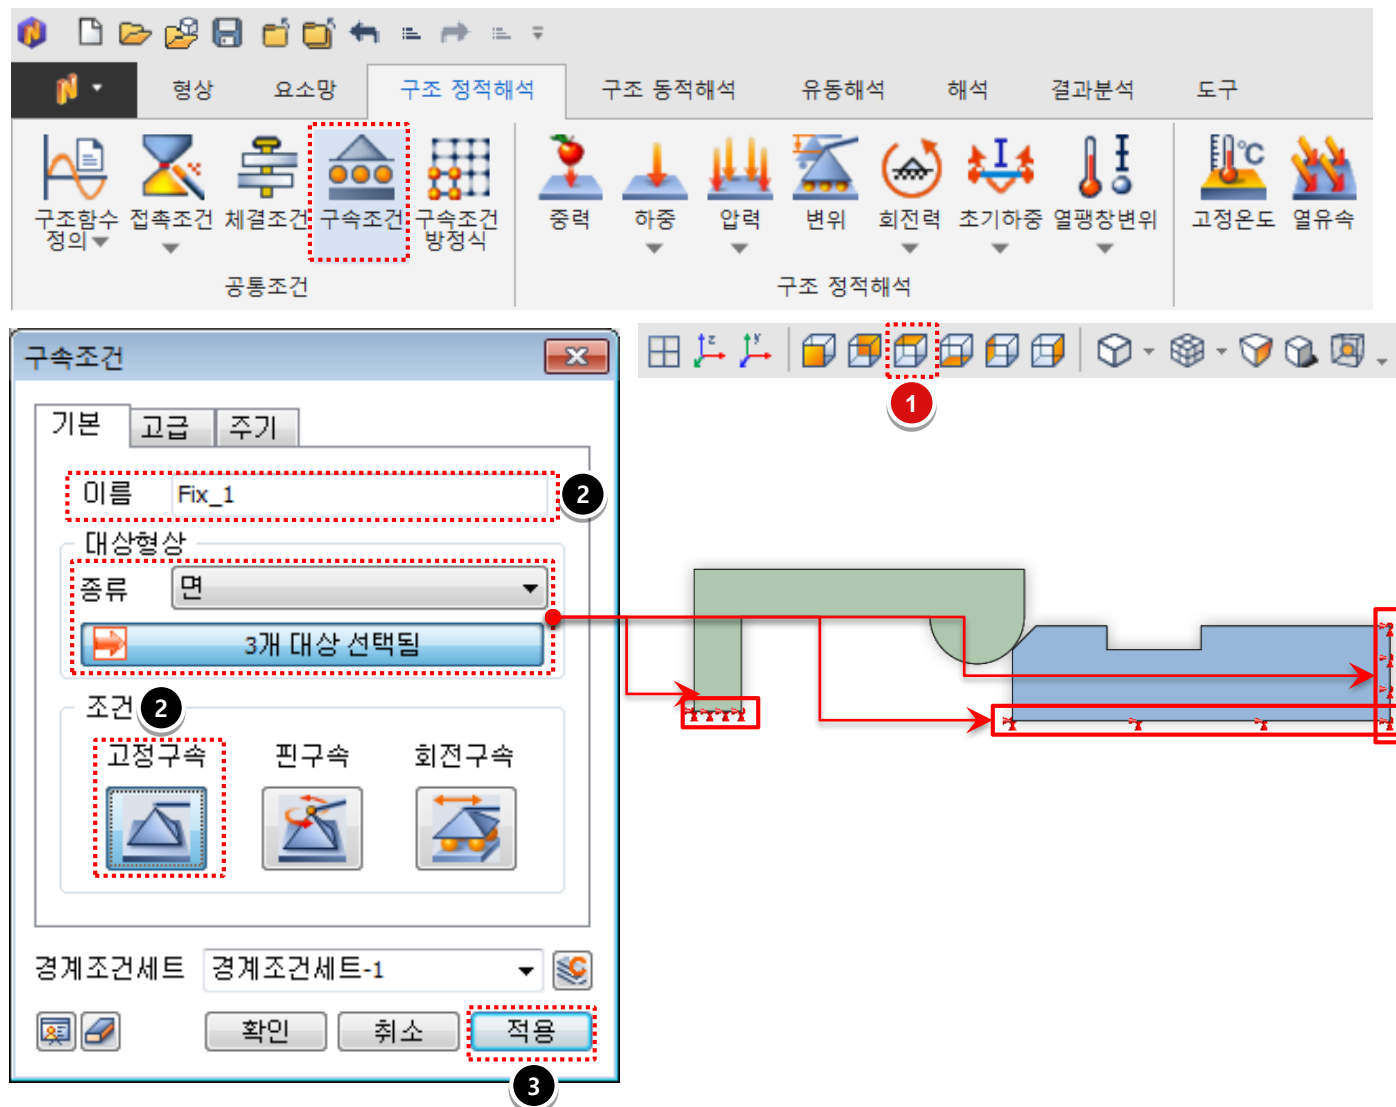 형상 요소망 구조 정적해석 구조 동적해석 유동해석 해석 결과분석 도구
구조함수 정의
접촉조건
체결조건
구속조건
구속조건 방정식
중력
하중
압력
변위
회전력
초기하중
열팽창변위
고정온도
열유속
공통조건
구조 정적해석
구속조건
1
기본 고급 주기
이름 Fix_1 2
대상형상
종류 면
3개 대상 선택됨
조건 2
고정구속 핀구속 회전구속
경계조건세트 경계조건세트-1
확인 취소 적용
3